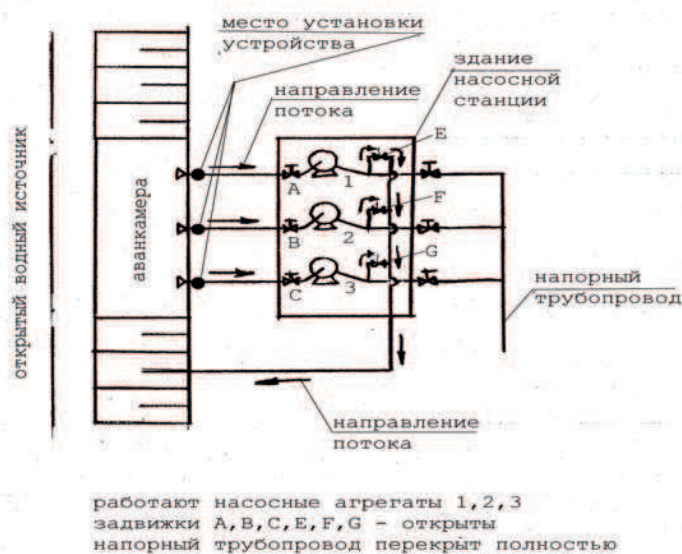 место установки
устройства
здание
насосной
станции
направление
потока
E
A
1
F
B
2
G
C
3
открытый водный источник
аванкамера
напорный
трубопровод
направление
потока
работают насосные агрегаты 1,2,3
задвижки A,B,C,E,F,G - открыты
напорный трубопровод перекрыт полностью